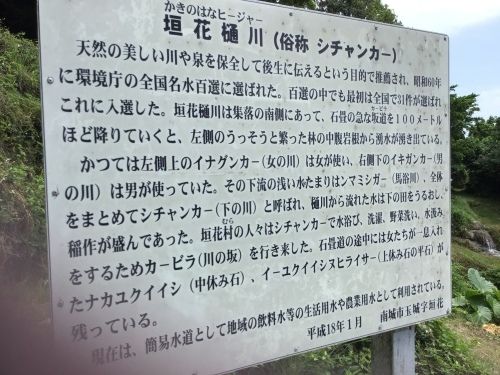 かきのはなヒージャー
垣花樋川(俗称 シチャンカー)
天然の美しい川や泉を保全して後生に伝えるという目的で推薦され、昭和60年
に環境庁の全国名水百選に選ばれた。百選の中でも最初は全国で31件が選ばれ
これに入選した。垣花樋川は集落の南側にあって、石畳の急な坂道を100メートル
ほど降りていくと、左側のうっそうと繁った林の中腹岩根から湧水が湧き出ている。
かつては左側上のイナグンカー(女の川)は女が使い、右側下のイキガンカー(男
の川)は男が使っていた。その下流の浅い水たまりはンマミシガー(馬浴川)、全体
をまとめてシチャンカー(下の川)と呼ばれ、樋川から流れた水は下の田をうるおし
稲作が盛んであった。垣花村の人々はシチャンカーで水浴び、洗濯、野菜洗い、水汲み
むら
をするためカービラ(川の坂)を行き来した。石畳道の途中には女たちが一息入れ
たナカユクイイシ(中休み石)、イーユクイイシヌヒライサー(上休み石の平石)が
残っている。
現在は、簡易水道として地域の飲料水等の生活用水や農業用水として利用されている。
平成18年1月 南城市玉城字垣花